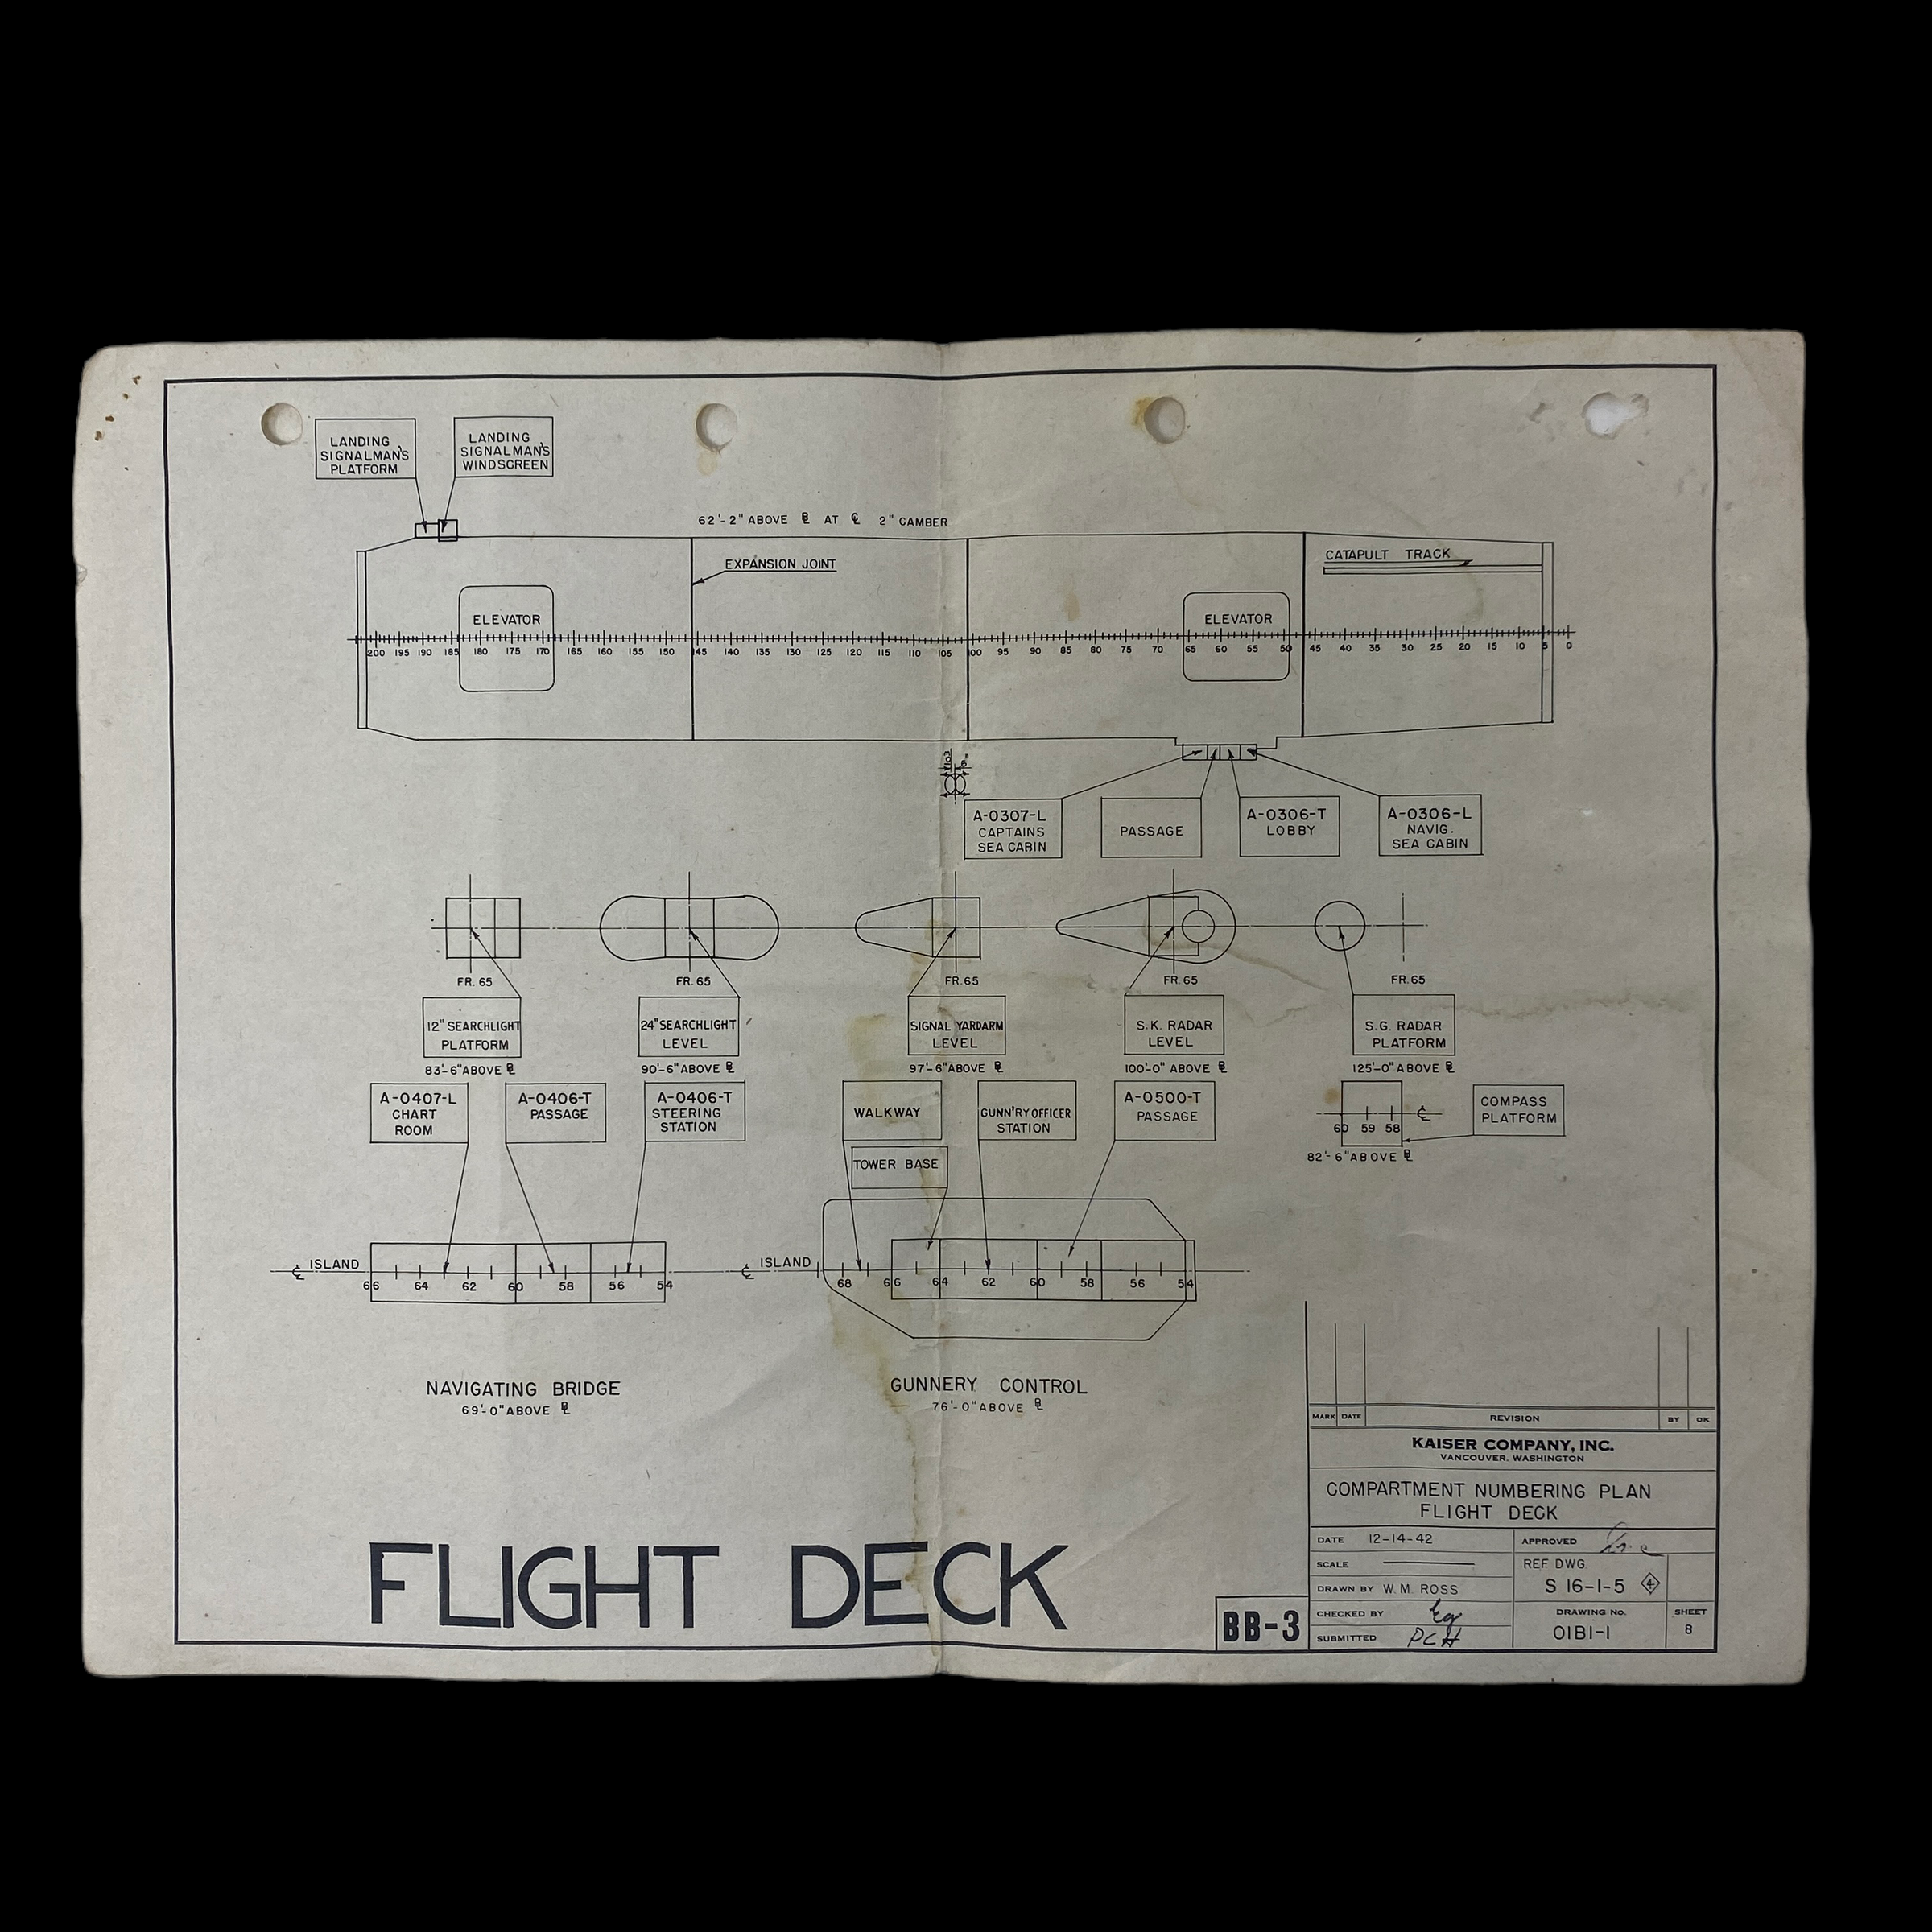 LANDING
SIGNALMAN'S
PLATFORM
LANDING
SIGNALMAN'S
WINDSCREEN
62'-2" ABOVE ⅊ AT ℄ 2" CAMBER
EXPANSION JOINT
CATAPULT TRACK
ELEVATOR
ELEVATOR
200 195 190 185 180 175 170 165 160 155 150 145 140 135 130 125 120 115 110 105 100 95 90 85 80 75 70 65 60 55 50 45 40 35 30 25 20 15 10 5 0
A-0307-L
CAPTAINS
SEA CABIN
PASSAGE
A-0306-T
LOBBY
A-0306-L
NAVIG.
SEA CABIN
FR. 65
FR. 65
FR. 65
FR. 65
FR. 65
12" SEARCHLIGHT
PLATFORM
24" SEARCHLIGHT
LEVEL
SIGNAL YARDARM
LEVEL
S.K. RADAR
LEVEL
S.G. RADAR
PLATFORM
83'-6" ABOVE ⅊
90'-6" ABOVE ⅊
97'-6" ABOVE ⅊
100'-0" ABOVE ⅊
125'-0" ABOVE ⅊
A-0407-L
CHART
ROOM
A-0406-T
PASSAGE
A-0406-T
STEERING
STATION
WALKWAY
TOWER BASE
GUNN'RY OFFICER
STATION
A-0500-T
PASSAGE
60 59 58 ℄
82'-6" ABOVE ⅊
COMPASS
PLATFORM
℄ ISLAND
66 64 62 60 58 56 54
℄ ISLAND
68 66 64 62 60 58 56 54
NAVIGATING BRIDGE
69'-0" ABOVE ⅊
GUNNERY CONTROL
76'-0" ABOVE ⅊
FLIGHT DECK
BB-3
MARK DATE REVISION BY OK
KAISER COMPANY, INC.
VANCOUVER, WASHINGTON
COMPARTMENT NUMBERING PLAN
FLIGHT DECK
DATE 12-14-42
SCALE
DRAWN BY W. M. ROSS
CHECKED BY
SUBMITTED PCH
APPROVED
REF DWG.
S 16-1-5 4
DRAWING No.
01B1-1
SHEET
8